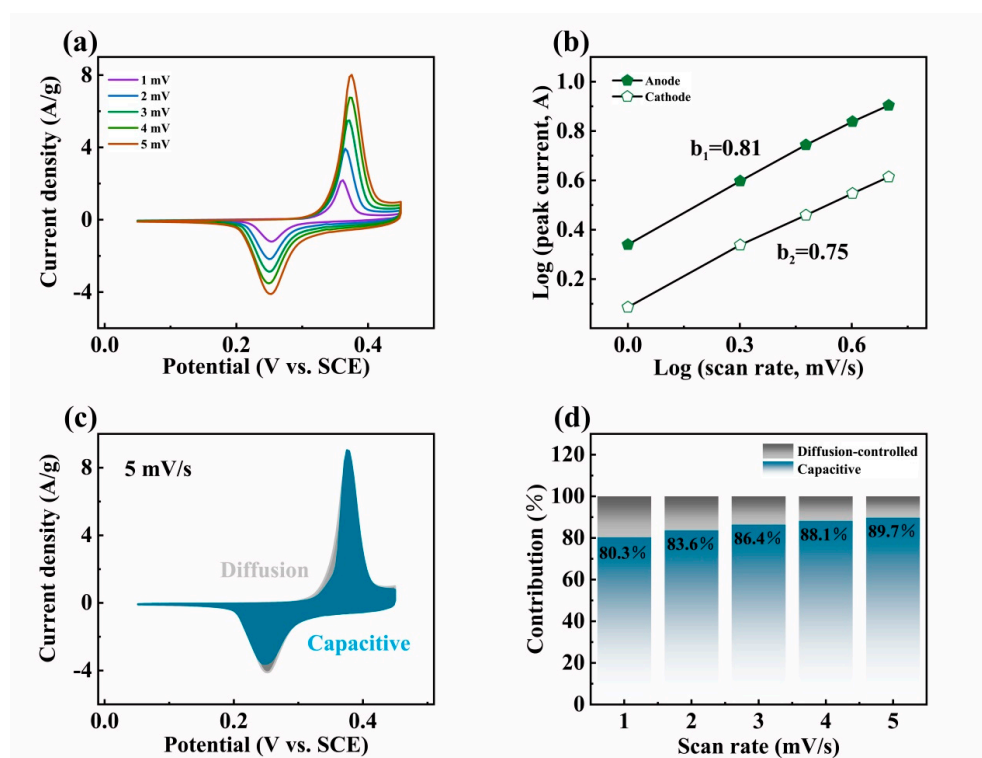 (a)
8
4
0
-4
0.0
0.2
0.4
1 mV
2 mV
3 mV
4 mV
5 mV
Current density (A/g)
Potential (V vs. SCE)
(b)
1.0
0.8
0.6
0.4
0.2
0.0
0.3
0.6
Anode
Cathode
b₁=0.81
b₂=0.75
Log (peak current, A)
Log (scan rate, mV/s)
(c)
8
4
0
-4
0.0
0.2
0.4
5 mV/s
Diffusion
Capacitive
Current density (A/g)
Potential (V vs. SCE)
(d)
120
100
80
60
40
20
0
1
2
3
4
5
Diffusion-controlled
Capacitive
80.3%
83.6%
86.4%
88.1%
89.7%
Contribution (%)
Scan rate (mV/s)